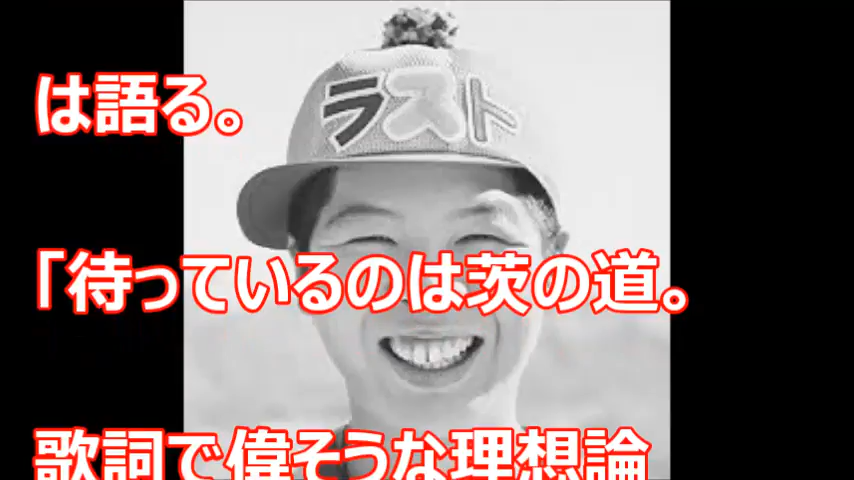 ラスト
は語る。
「待っているのは茨の道。
歌詞で偉そうな理想論